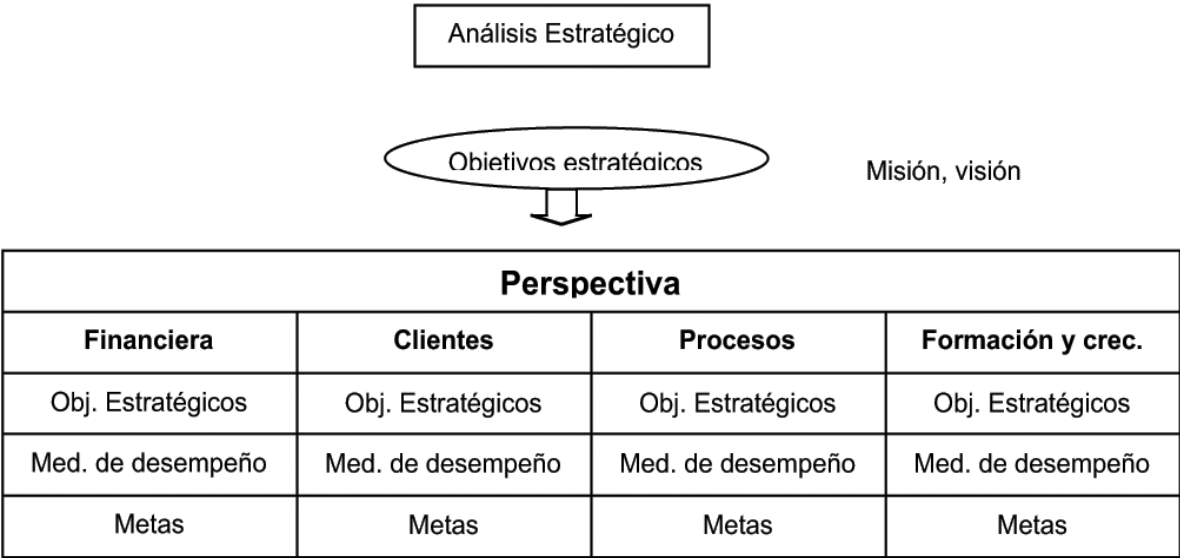 Análisis Estratégico
Objetivos estratégicos
Misión, visión
Perspectiva
Financiera Clientes Procesos Formación y crec.
Obj. Estratégicos Obj. Estratégicos Obj. Estratégicos Obj. Estratégicos
Med. de desempeño Med. de desempeño Med. de desempeño Med. de desempeño
Metas Metas Metas Metas